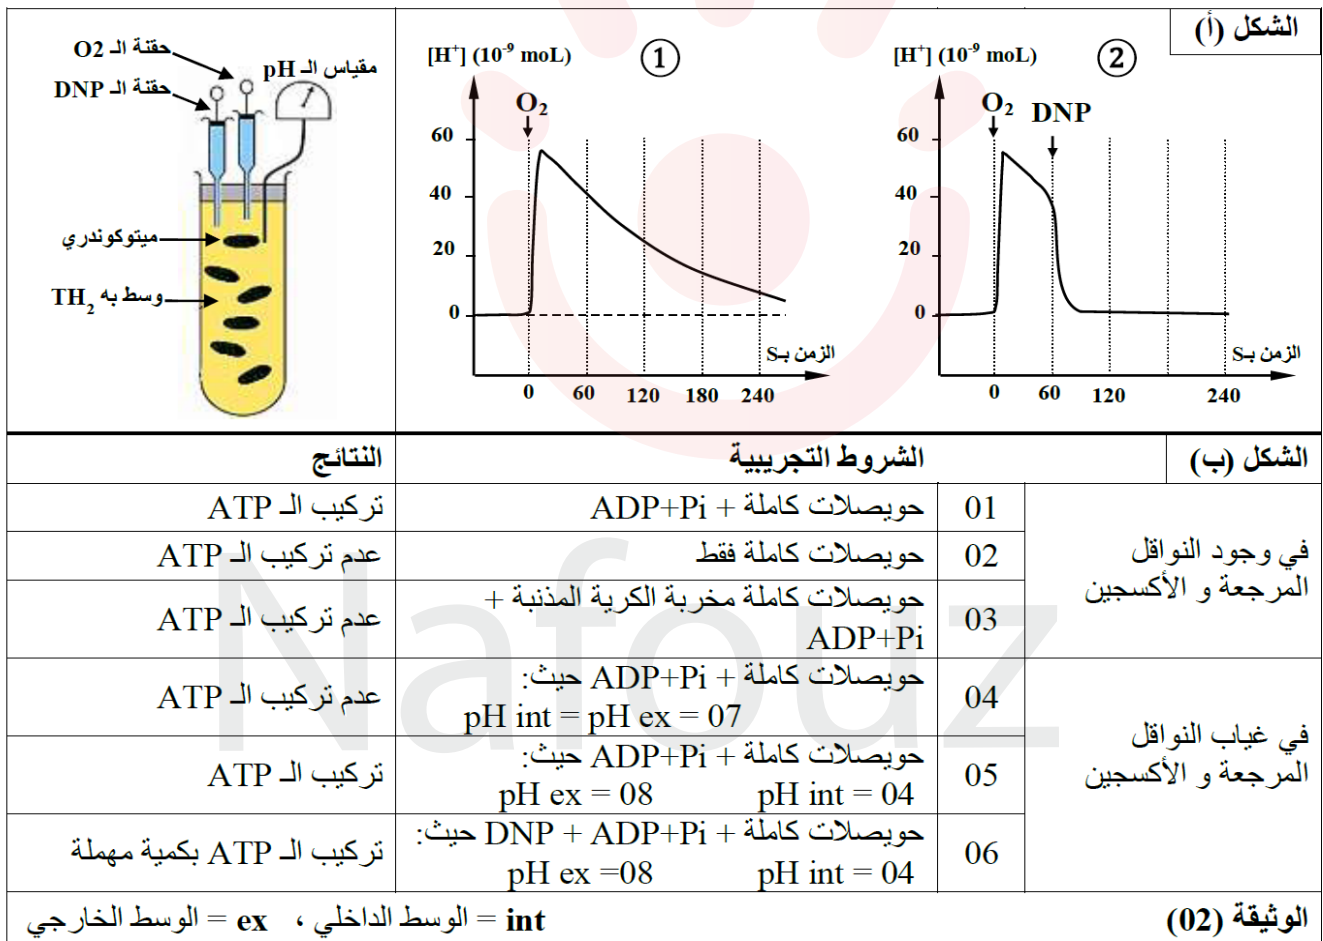 الشكل (أ)
حقنة الـ O2
حقنة الـ DNP
مقياس الـ pH
ميتوكوندري
وسط به TH2
[H+] (10-9 moL)
①
O2
60
40
20
0
الزمن بـS
0 60 120 180 240
[H+] (10-9 moL)
②
O2 DNP
60
40
20
0
الزمن بـS
0 60 120 240
الشكل (ب) الشروط التجريبية النتائج
في وجود النواقل
المرجعة و الأكسجين
01 حويصلات كاملة + ADP+Pi تركيب الـ ATP
02 حويصلات كاملة فقط عدم تركيب الـ ATP
03 حويصلات كاملة مخربة الكرية المذنبة +
ADP+Pi عدم تركيب الـ ATP
في غياب النواقل
المرجعة و الأكسجين
04 حويصلات كاملة + ADP+Pi حيث:
pH int = pH ex = 07 عدم تركيب الـ ATP
05 حويصلات كاملة + ADP+Pi حيث:
pH int = 04 pH ex = 08 تركيب الـ ATP
06 حويصلات كاملة + DNP + ADP+Pi حيث:
pH int = 04 pH ex =08 تركيب الـ ATP بكمية مهملة
الوثيقة (02) int = الوسط الداخلي ، ex = الوسط الخارجي
Nafouz